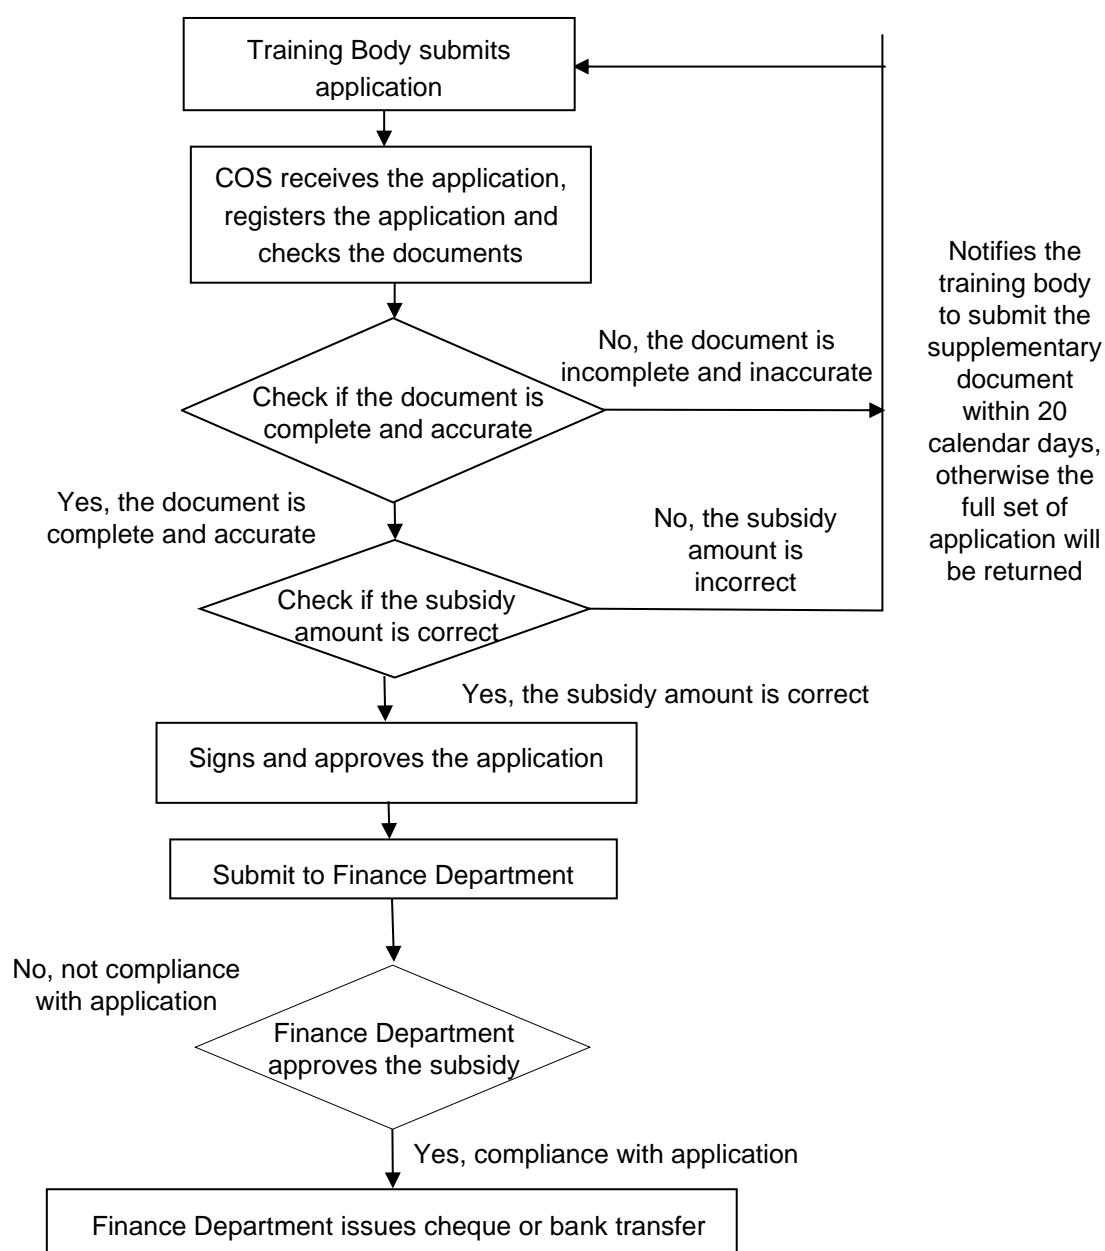 Training Body submits
application
COS receives the application,
registers the application and
checks the documents
No, the document is
incomplete and inaccurate
Check if the document is
complete and accurate
Notifies the
training body
to submit the
supplementary
document
within 20
calendar days,
otherwise the
full set of
application will
be returned
Yes, the document is
complete and accurate
No, the subsidy
amount is
incorrect
Check if the subsidy
amount is correct
Yes, the subsidy amount is correct
Signs and approves the application
Submit to Finance Department
No, not compliance
with application
Finance Department
approves the subsidy
Yes, compliance with application
Finance Department issues cheque or bank transfer